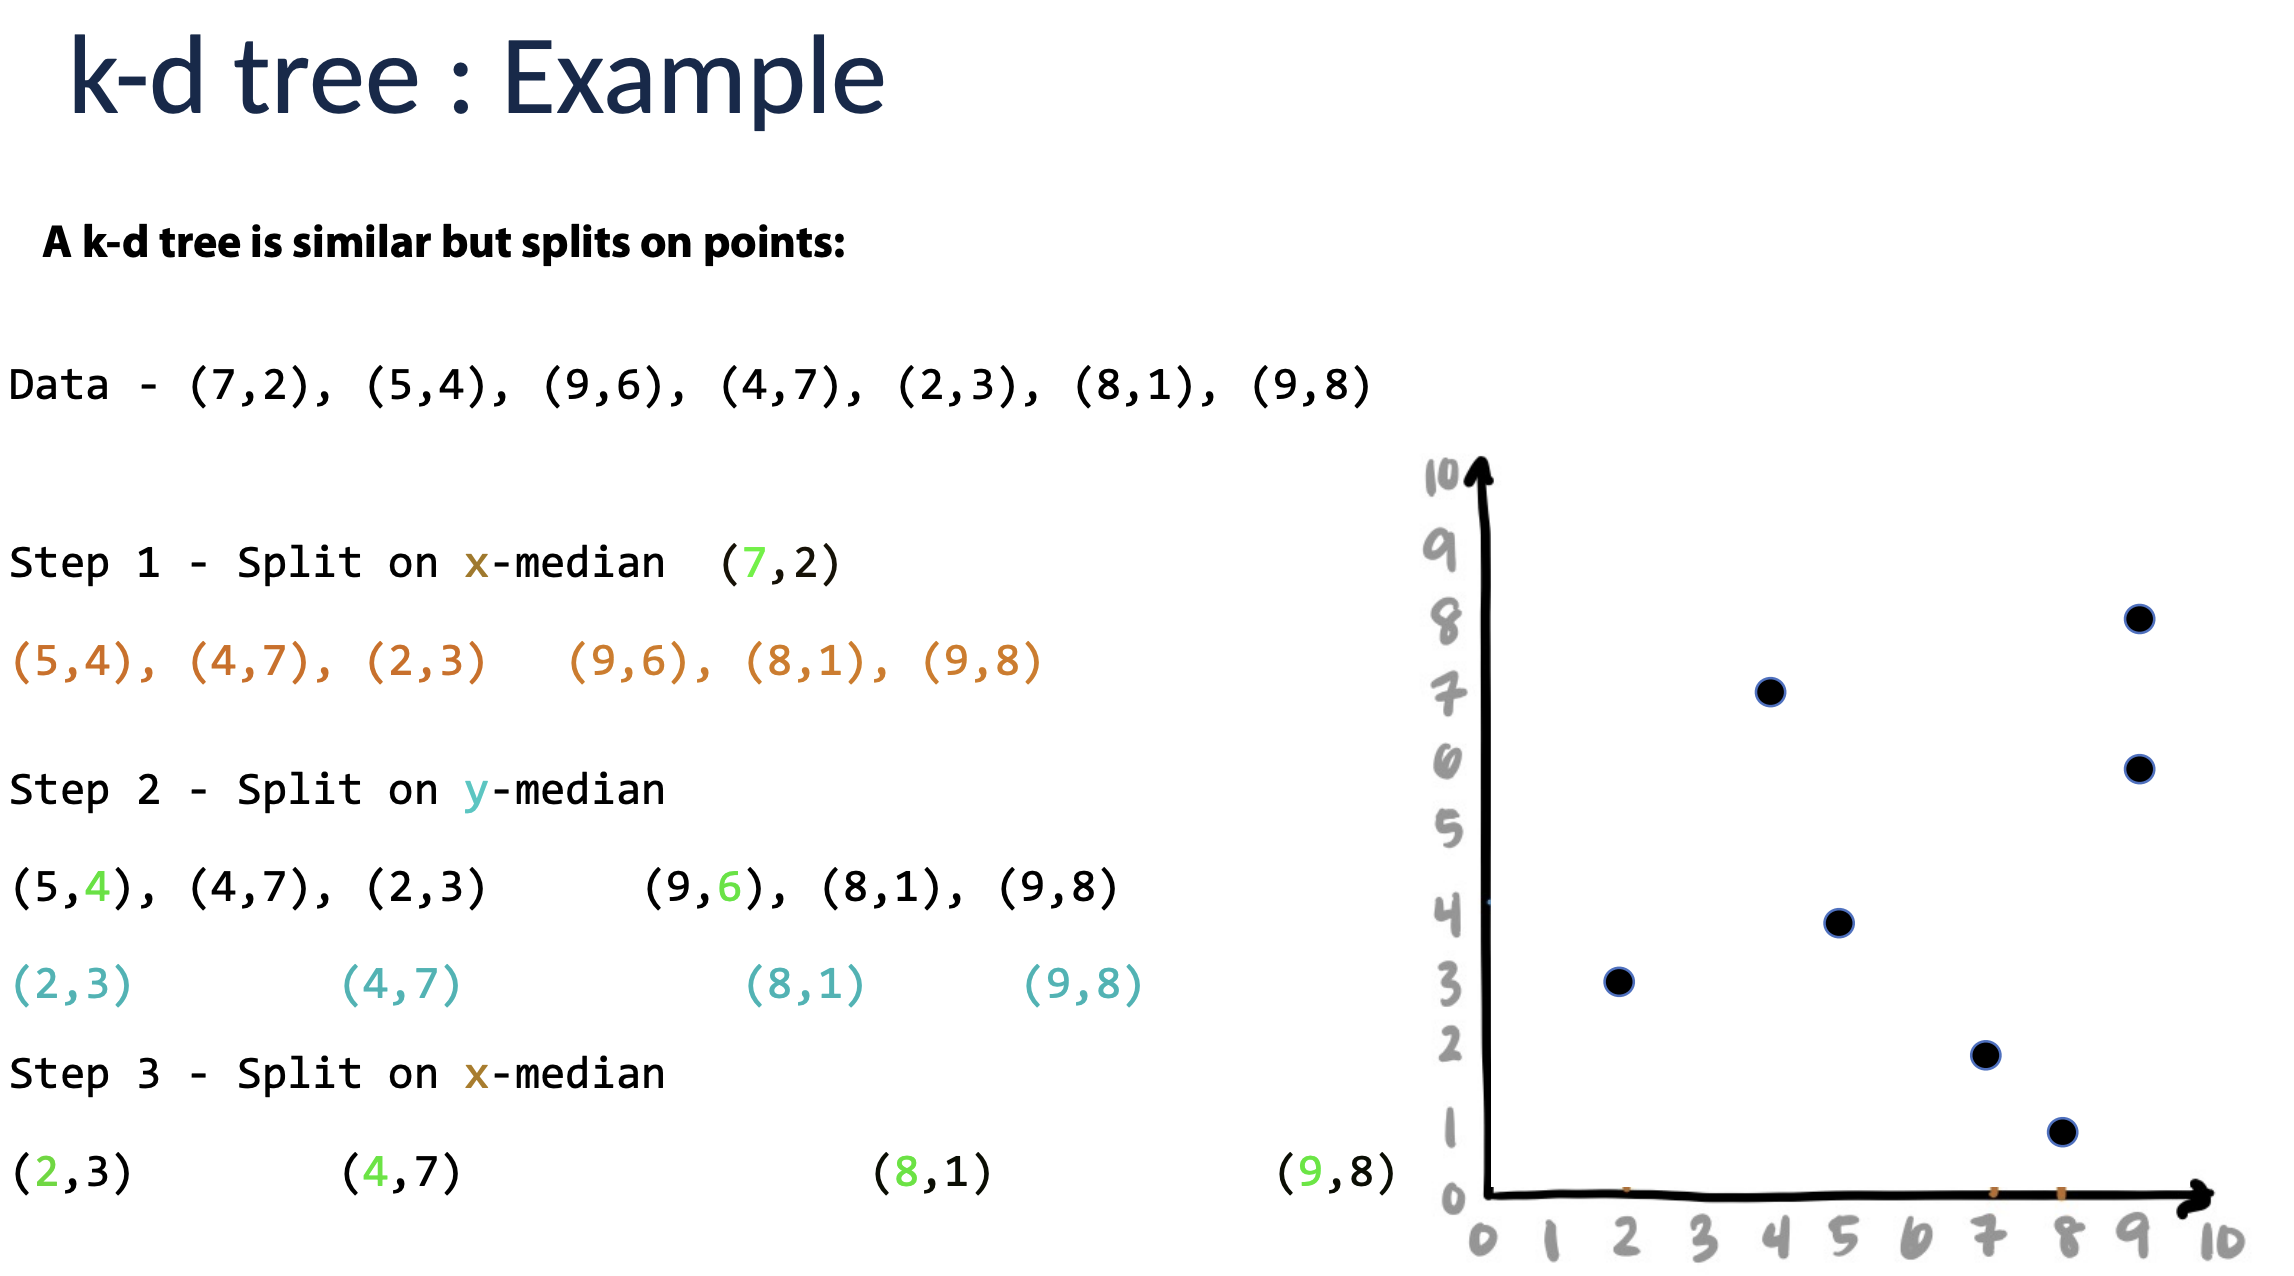 k-d tree : Example
A k-d tree is similar but splits on points:
Data - (7,2), (5,4), (9,6), (4,7), (2,3), (8,1), (9,8)
Step 1 - Split on x-median (7,2)
(5,4), (4,7), (2,3) (9,6), (8,1), (9,8)
Step 2 - Split on y-median
(5,4), (4,7), (2,3) (9,6), (8,1), (9,8)
(2,3) (4,7) (8,1) (9,8)
Step 3 - Split on x-median
(2,3) (4,7) (8,1) (9,8)
10
9
8
7
6
5
4
3
2
1
0
0 1 2 3 4 5 6 7 8 9 10